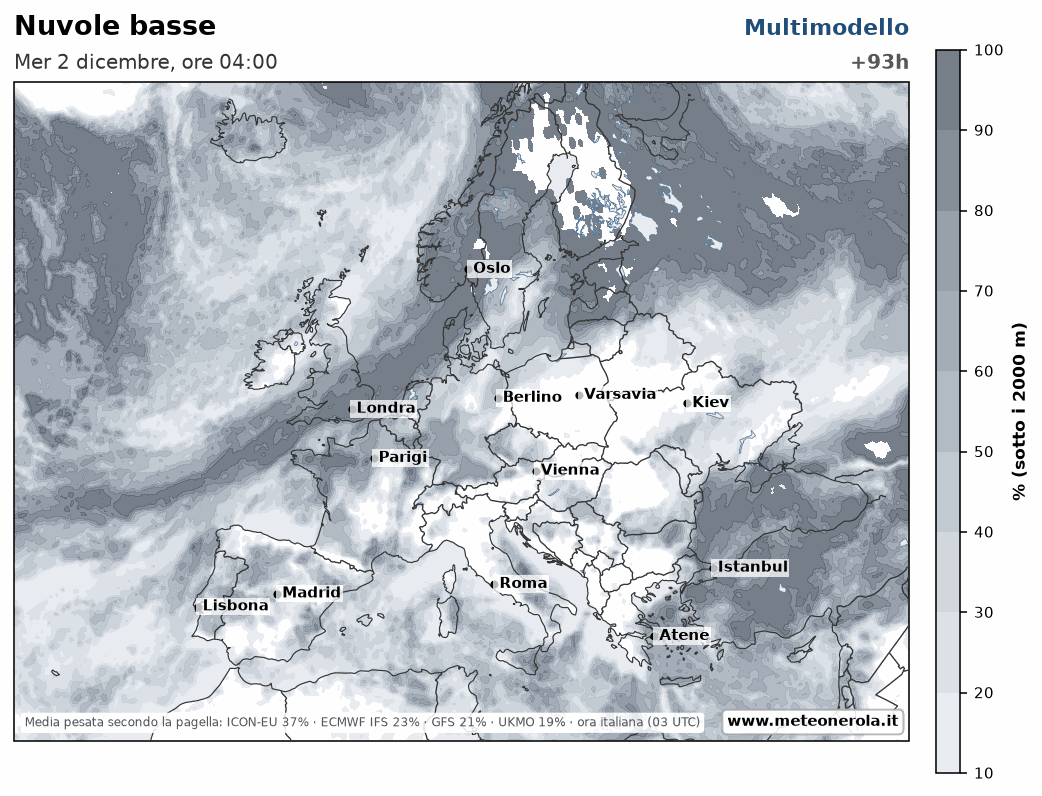 Nuvole basse
Multimodello
Mer 2 dicembre, ore 04:00
+93h
100
90
80
70
60
50
40
30
20
10
% (sotto i 2000 m)
Oslo
Berlino
Varsavia
Kiev
Londra
Parigi
Vienna
Istanbul
Roma
Madrid
Lisbona
Atene
Media pesata secondo la pagella: ICON-EU 37% · ECMWF IFS 23% · GFS 21% · UKMO 19% · ora italiana (03 UTC)
www.meteonerola.it